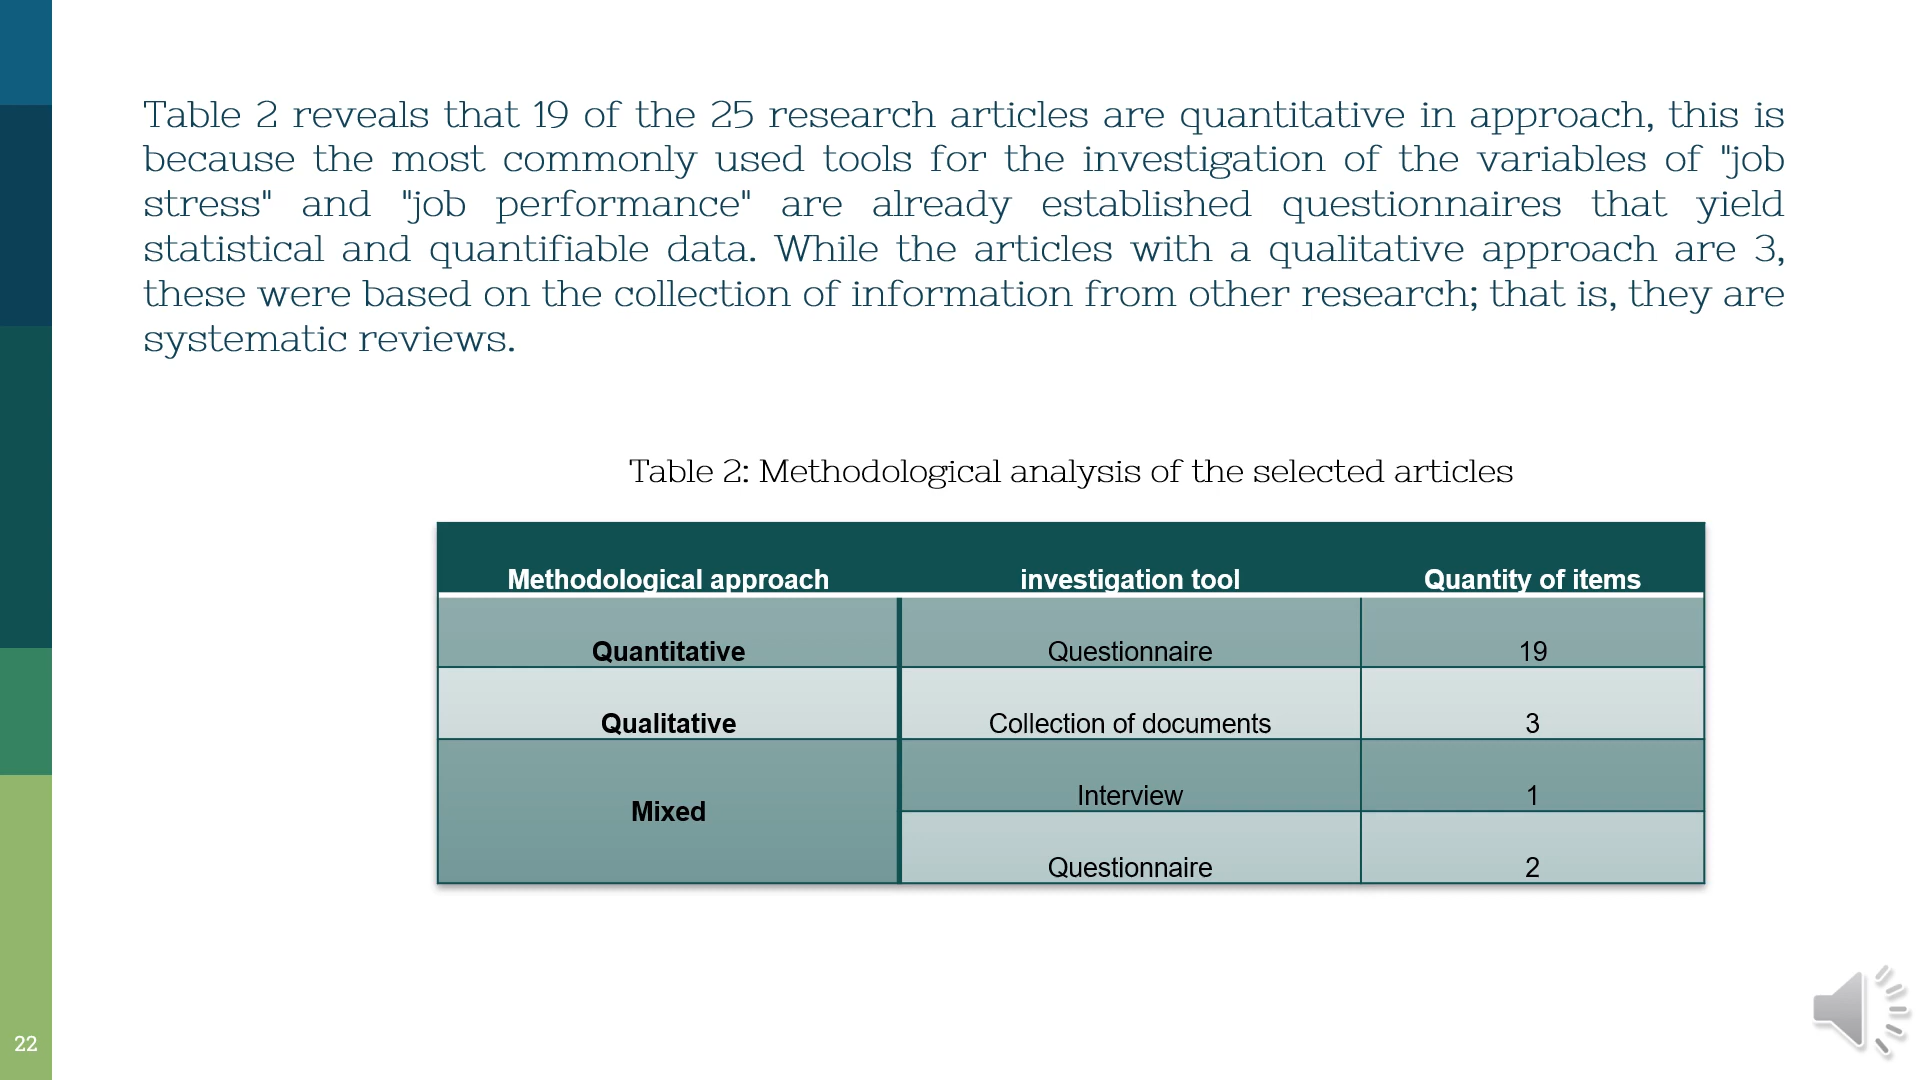 Table 2 reveals that 19 of the 25 research articles are quantitative in approach, this is
because the most commonly used tools for the investigation of the variables of "job
stress" and "job performance" are already established questionnaires that yield
statistical and quantifiable data. While the articles with a qualitative approach are 3,
these were based on the collection of information from other research; that is, they are
systematic reviews.
Table 2: Methodological analysis of the selected articles
Methodological approach investigation tool Quantity of items
Quantitative Questionnaire 19
Qualitative Collection of documents 3
Mixed
Interview 1
Questionnaire 2
22